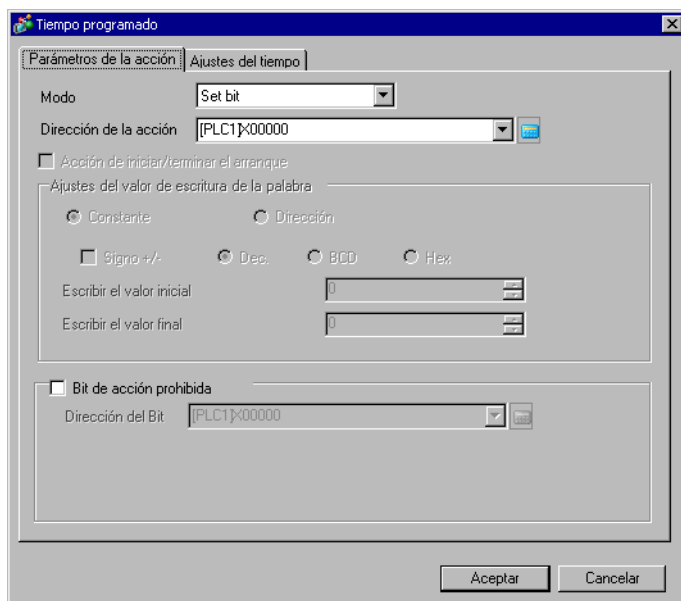 Tiempo programado
Parámetros de la acción Ajustes del tiempo
Modo Set bit
Dirección de la acción [PLC1]X00000
Acción de iniciar/terminar el arranque
Ajustes del valor de escritura de la palabra
Constante Dirección
Signo +/- Dec. BCD Hex
Escribir el valor inicial 0
Escribir el valor final 0
Bit de acción prohibida
Dirección del Bit [PLC1]X00000
Aceptar Cancelar